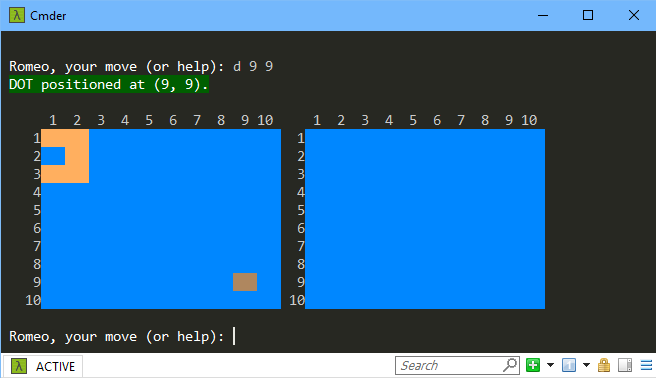 Cmder
Romeo, your move (or help): d 9 9
DOT positioned at (9, 9).
1 2 3 4 5 6 7 8 9 10 1 2 3 4 5 6 7 8 9 10
1 1
2 2
3 3
4 4
5 5
6 6
7 7
8 8
9 9
10 10
Romeo, your move (or help):
λ ACTIVE Search